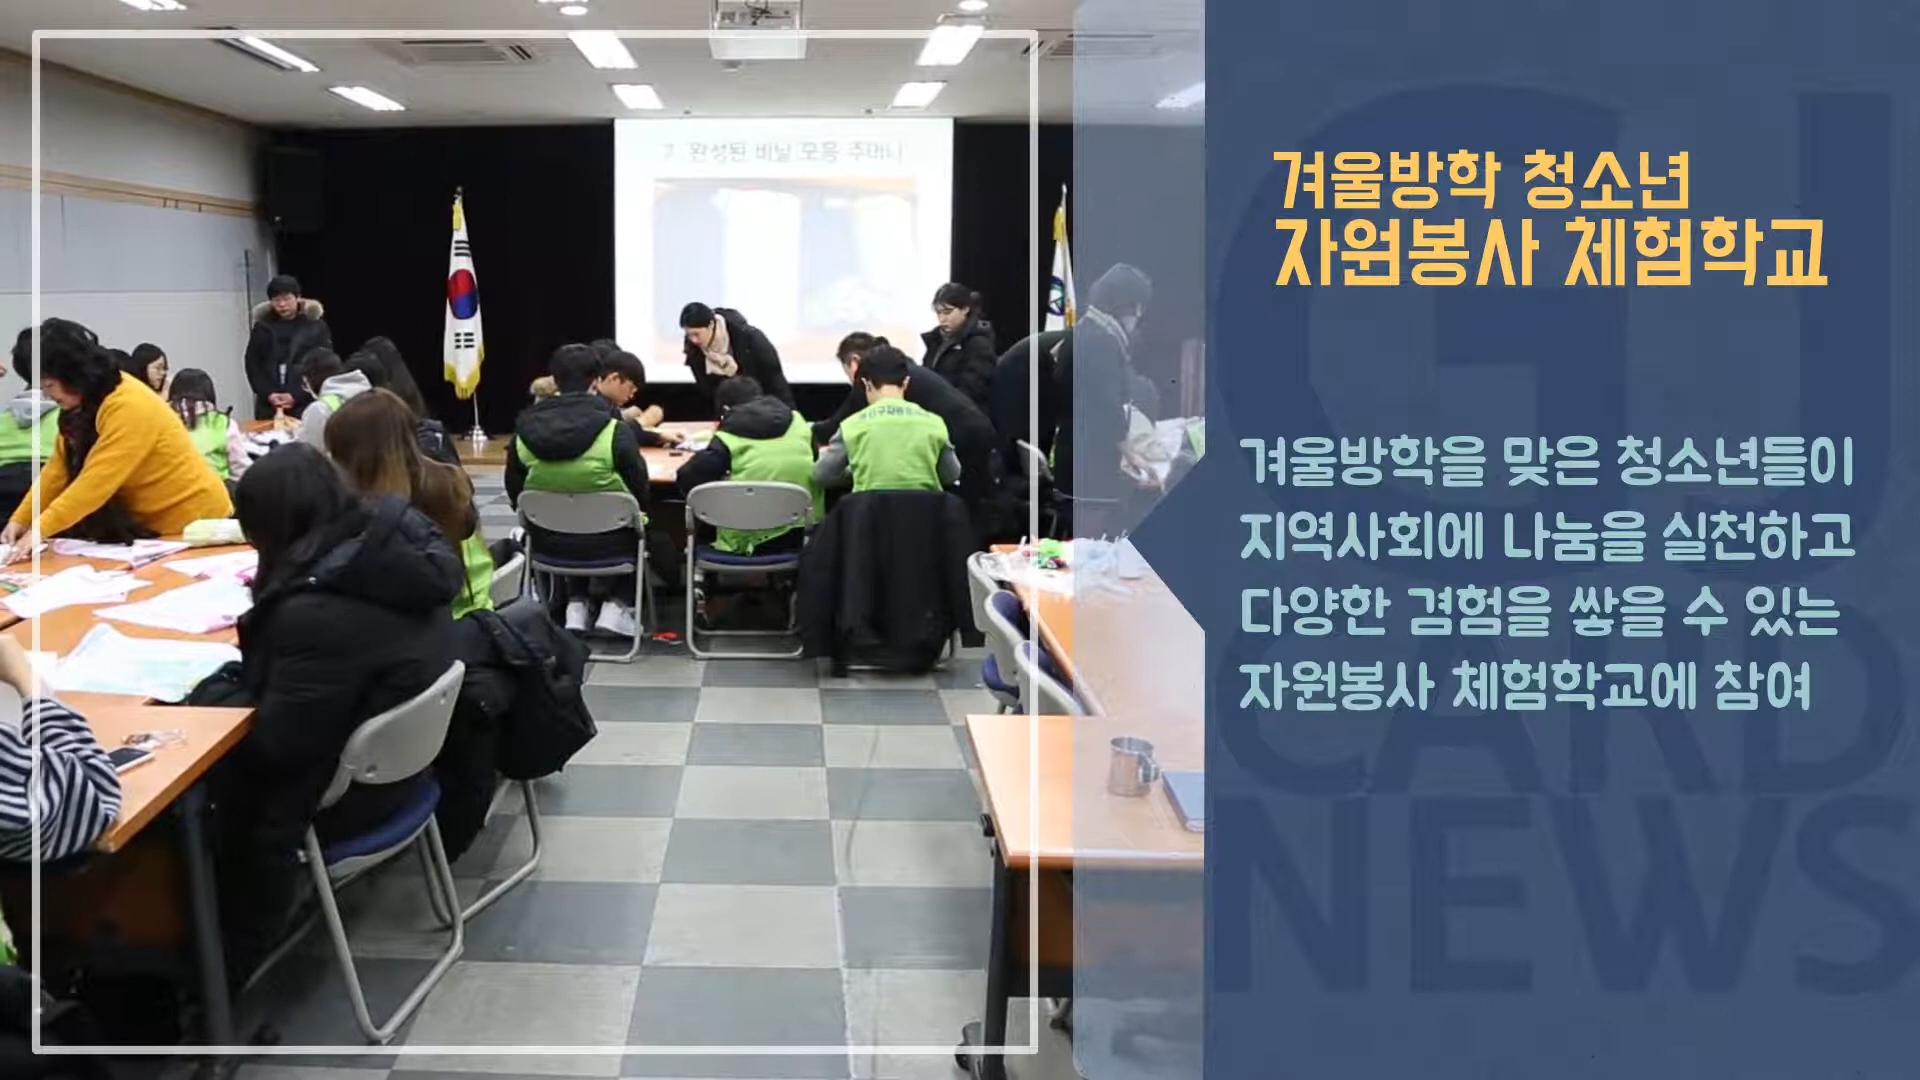 7. 완성된 비닐 모종 주머니
겨울방학 청소년
자원봉사 체험학교
겨울방학을 맞은 청소년들이
지역사회에 나눔을 실천하고
다양한 경험을 쌓을 수 있는
자원봉사 체험학교에 참여
GJ
CARD
NEWS